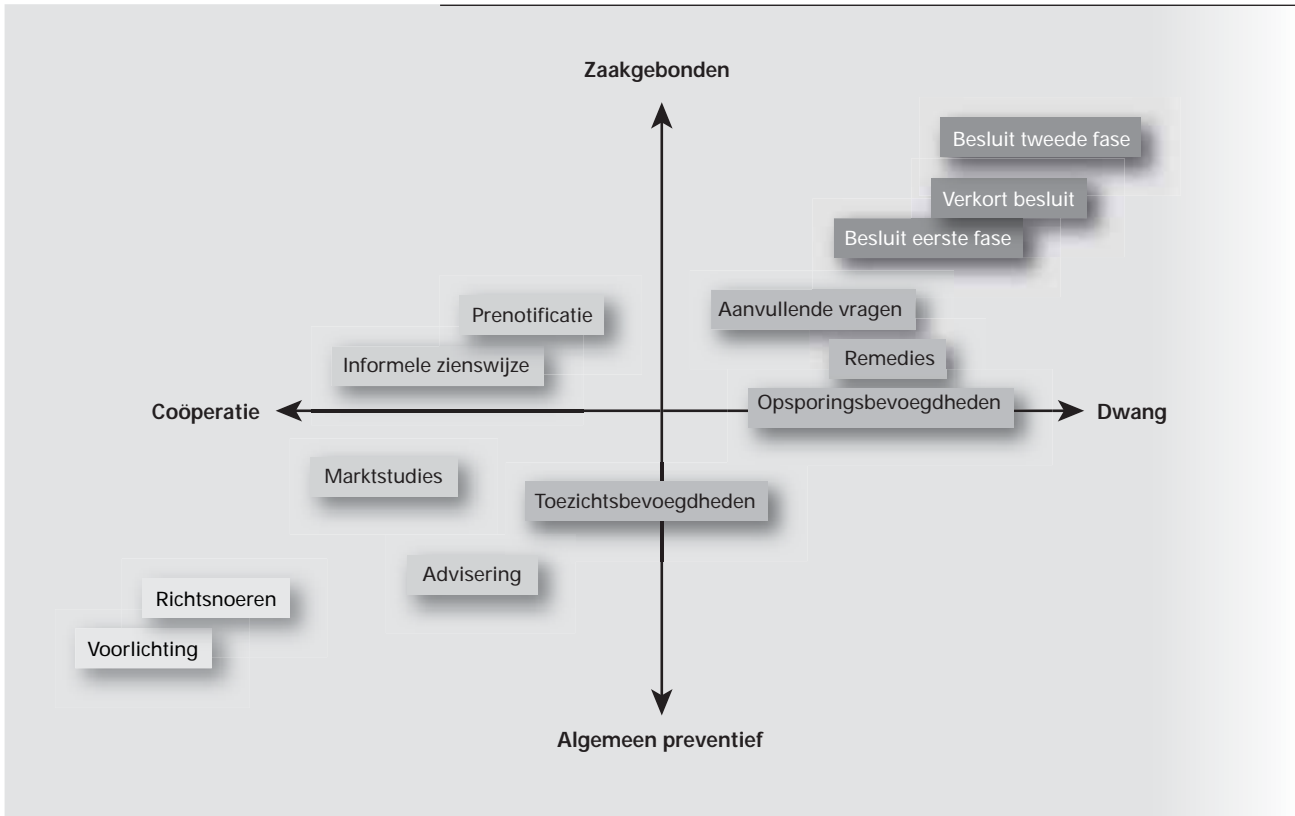 Zaakgebonden
Besluit tweede fase
Verkort besluit
Besluit eerste fase
Prenotificatie
Aanvullende vragen
Informele zienswijze
Remedies
Coöperatie
Opsporingsbevoegdheden
Dwang
Marktstudies
Toezichtsbevoegdheden
Advisering
Richtsnoeren
Voorlichting
Algemeen preventief